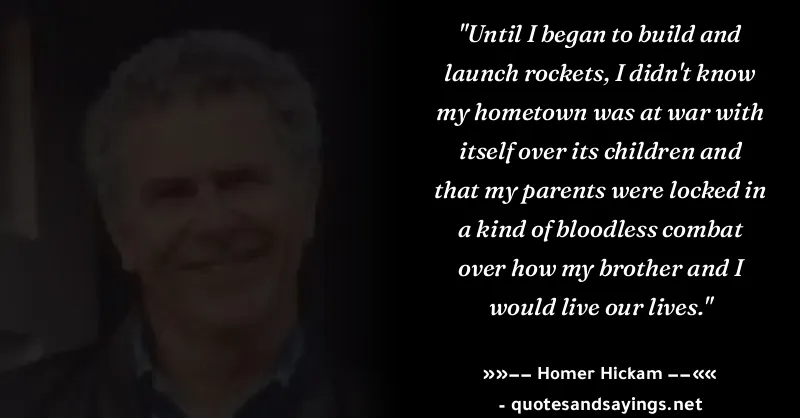 "Until I began to build and
launch rockets, I didn't know
my hometown was at war with
itself over its children and
that my parents were locked in
a kind of bloodless combat
over how my brother and I
would live our lives."
»»−− Homer Hickam −−««
- quotesandsayings.net